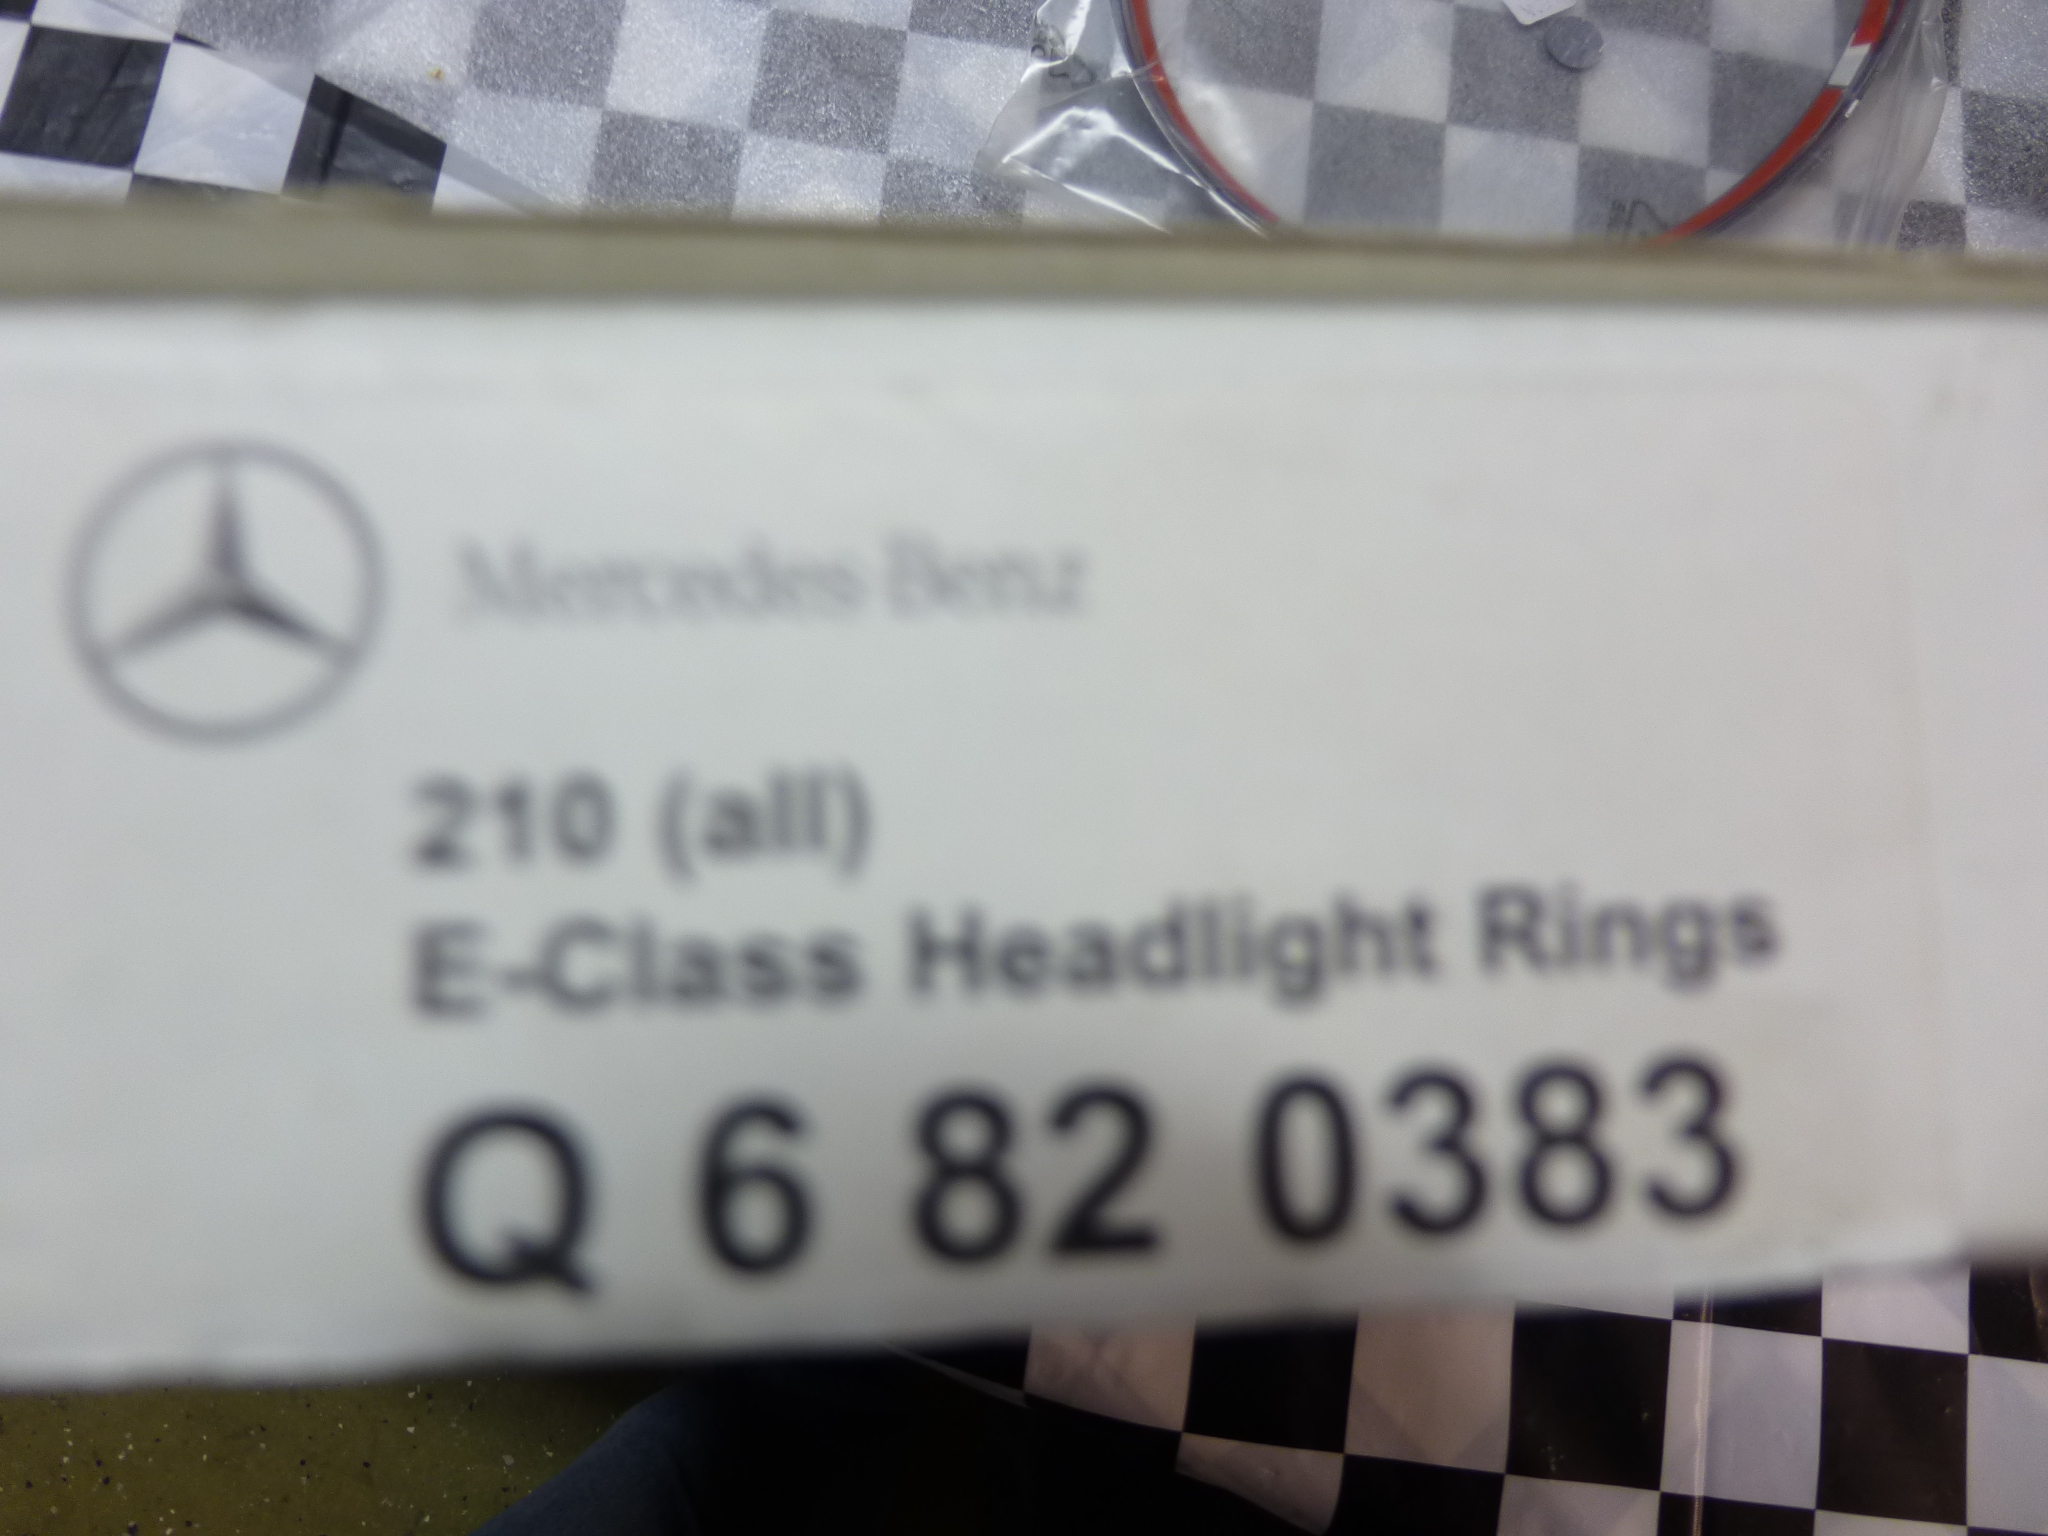 Mercedes-Benz
210 (all)
E-Class Headlight Rings
Q 6 82 0383